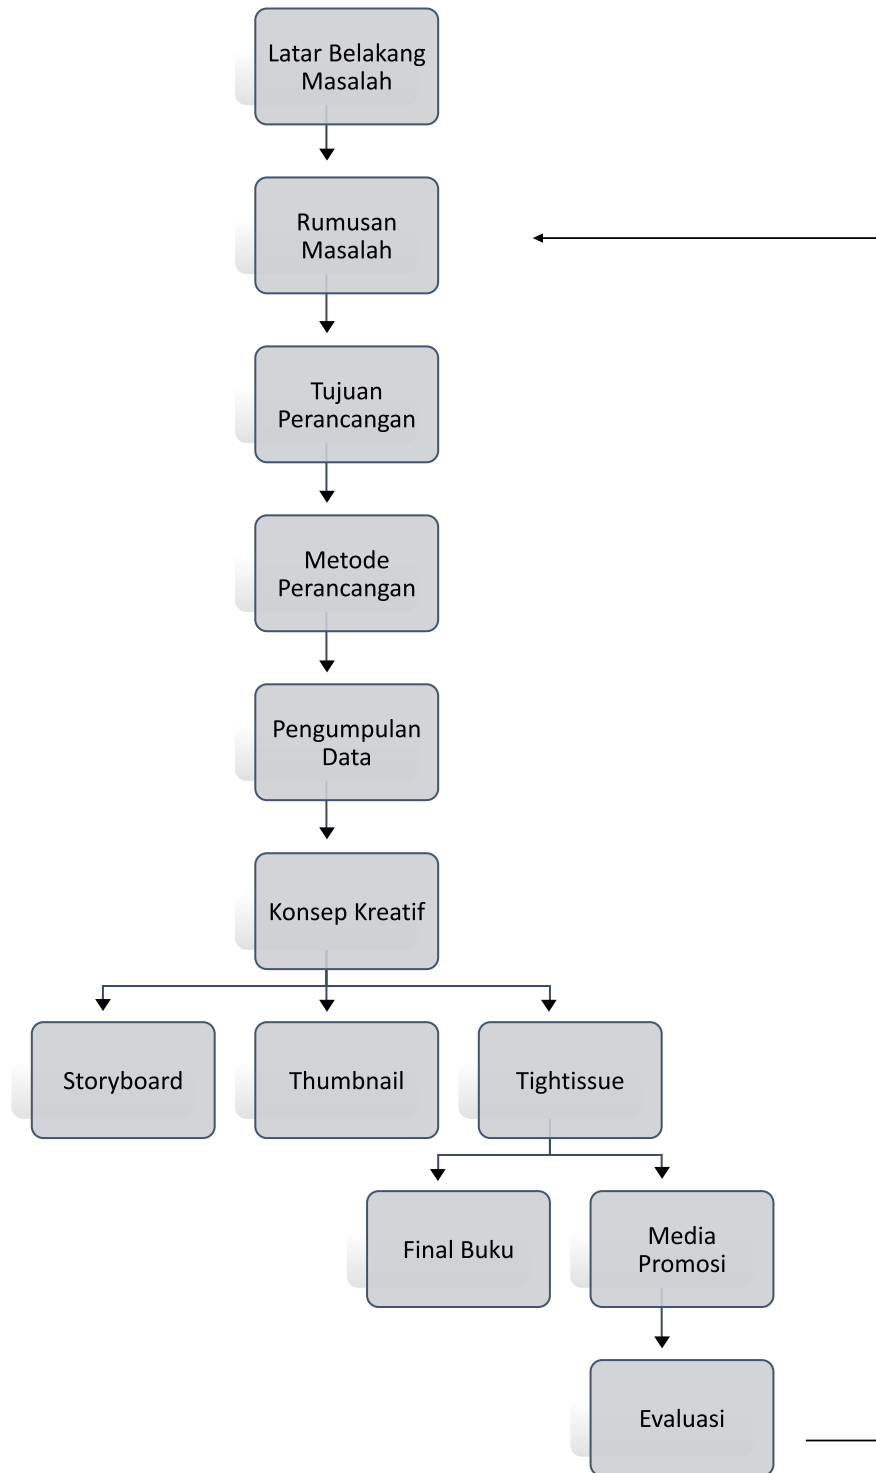 Latar Belakang
Masalah
Rumusan
Masalah
Tujuan
Perancangan
Metode
Perancangan
Pengumpulan
Data
Konsep Kreatif
Storyboard
Thumbnail
Tightissue
Final Buku
Media
Promosi
Evaluasi